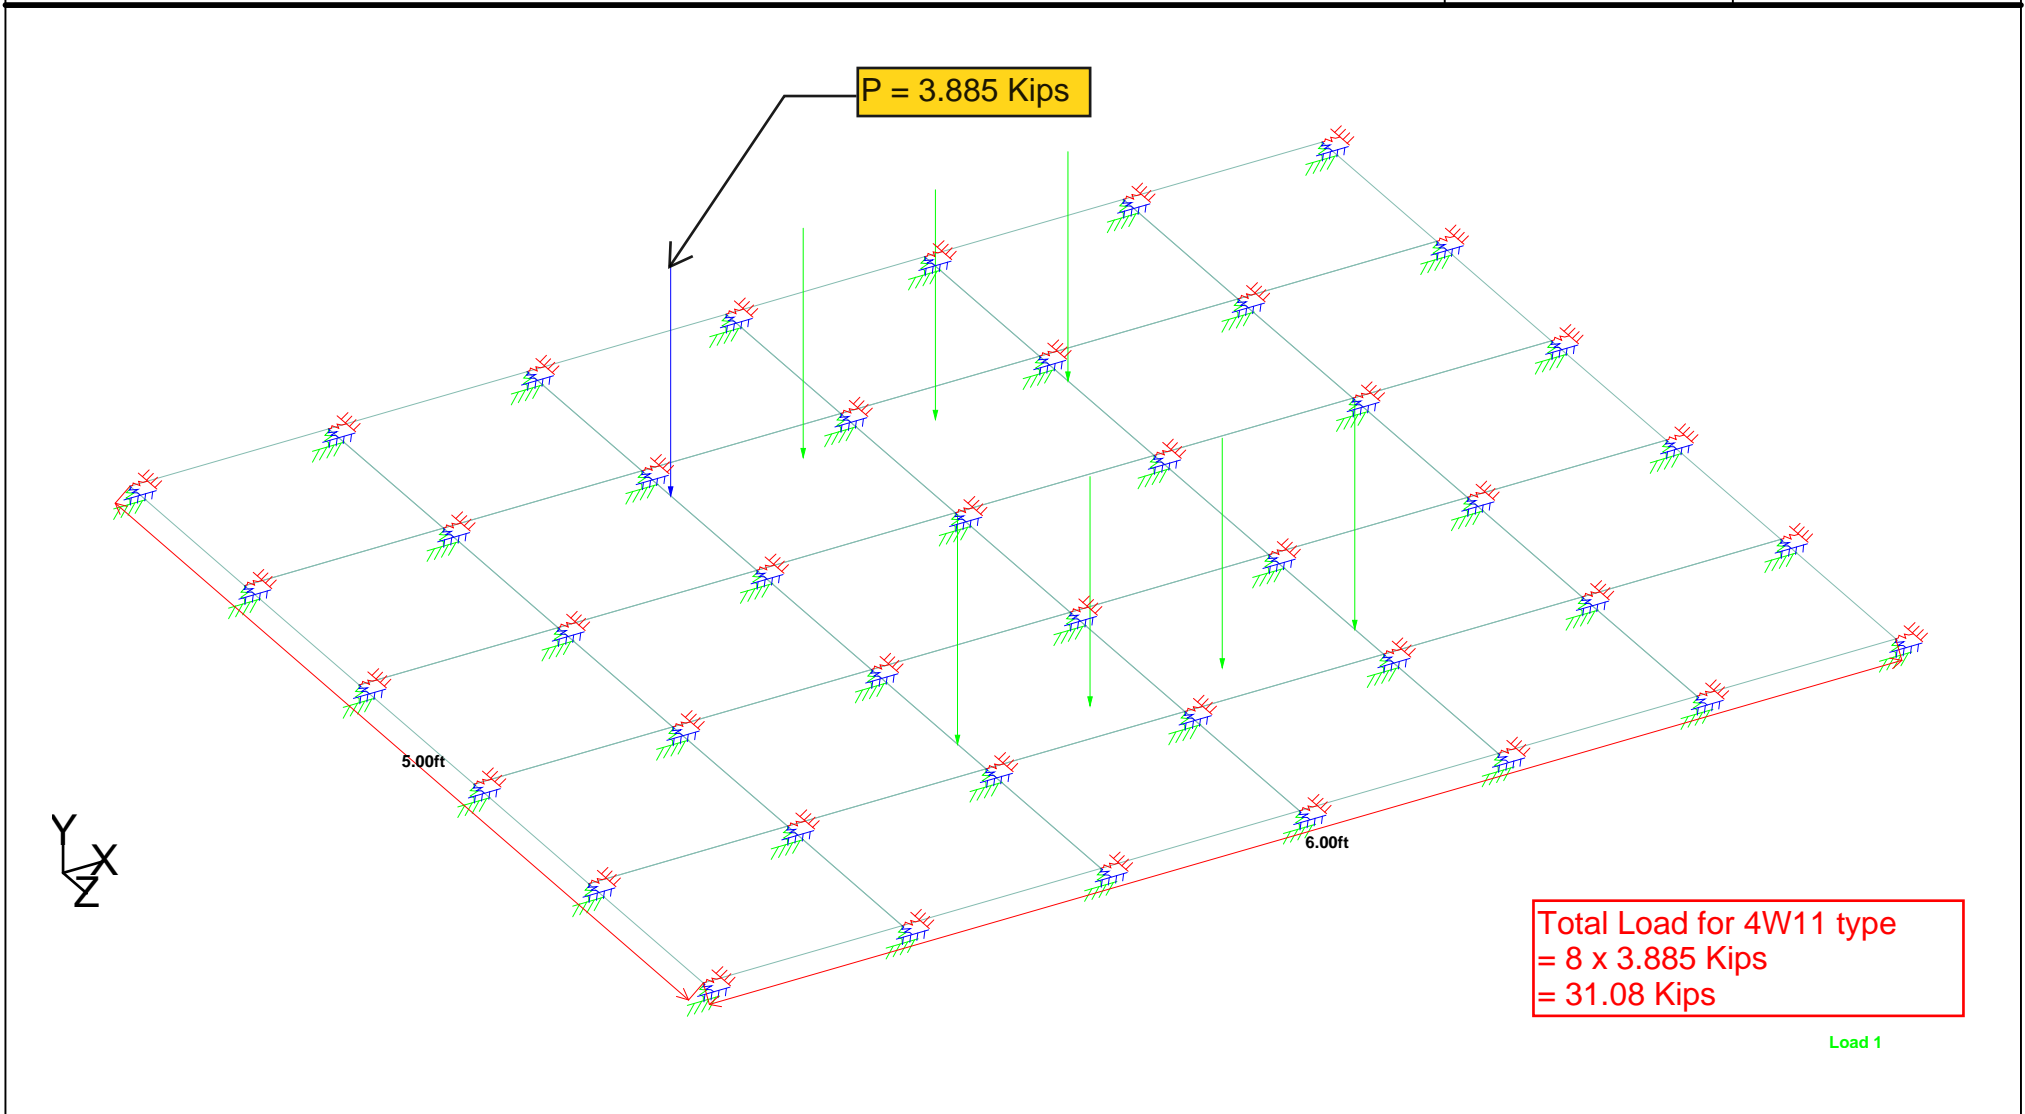 P = 3.885 Kips
5.00ft
Y
X
Z
6.00ft
Total Load for 4W11 type
= 8 x 3.885 Kips
= 31.08 Kips
Load 1